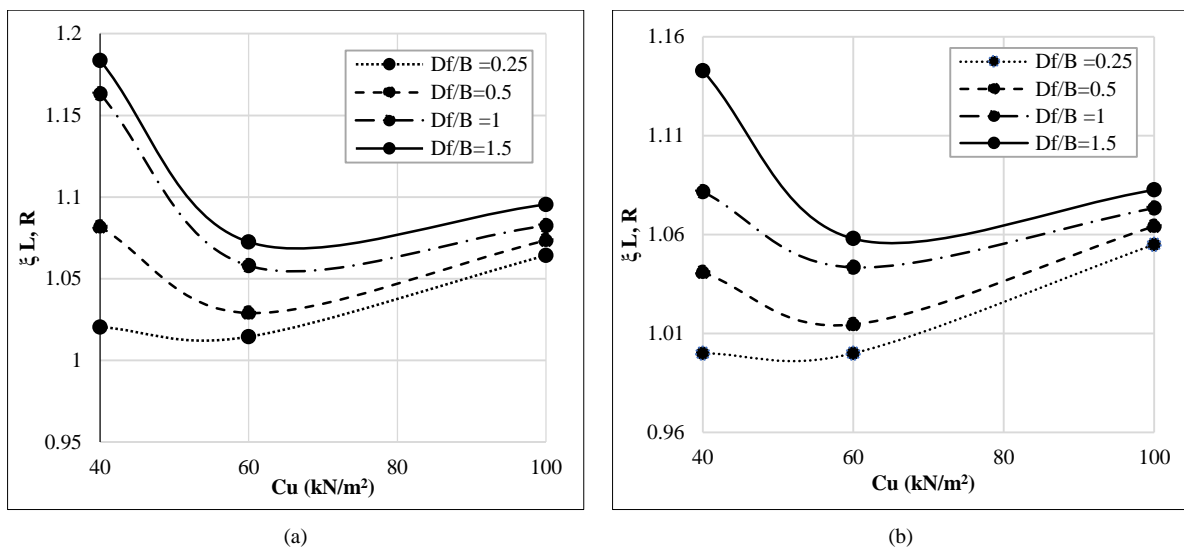 1.2
1.15
1.1
1.05
1
0.95
ξ L, R
40 60 80 100
Cu (kN/m²)
Df/B =0.25
Df/B=0.5
Df/B =1
Df/B=1.5
(a)
1.16
1.11
1.06
1.01
0.96
ξ L, R
40 60 80 100
Cu (kN/m²)
Df/B =0.25
Df/B=0.5
Df/B =1
Df/B=1.5
(b)